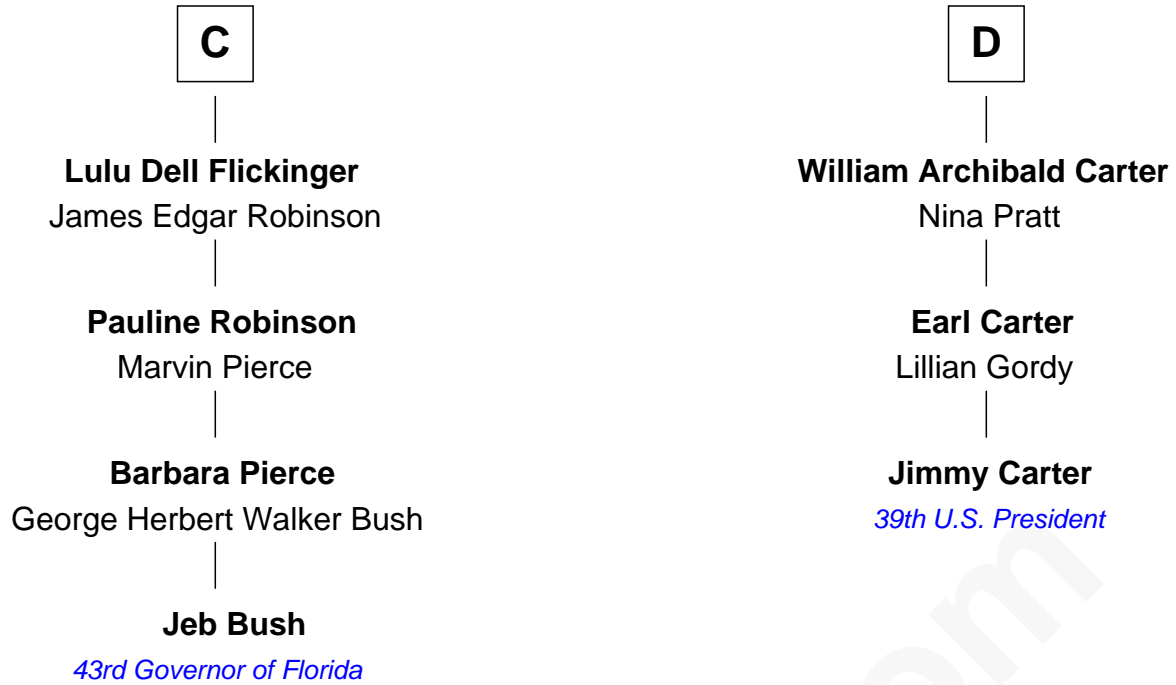 C
Lulu Dell Flickinger
James Edgar Robinson
Pauline Robinson
Marvin Pierce
Barbara Pierce
George Herbert Walker Bush
Jeb Bush
43rd Governor of Florida
D
William Archibald Carter
Nina Pratt
Earl Carter
Lillian Gordy
Jimmy Carter
39th U.S. President
om